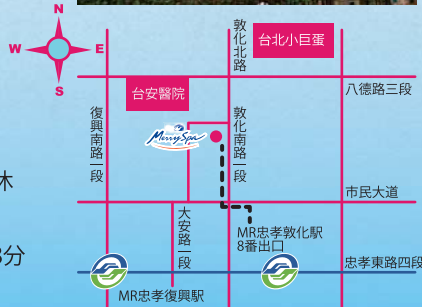 N
W
E
S
敦化北路
台北小巨蛋
台安醫院
八德路三段
復興南路一段
Merry Spa
敦化南路一段
休
市民大道
大安路一段
MR忠孝敦化駅
8番出口
3分
忠孝東路四段
MR忠孝復興駅